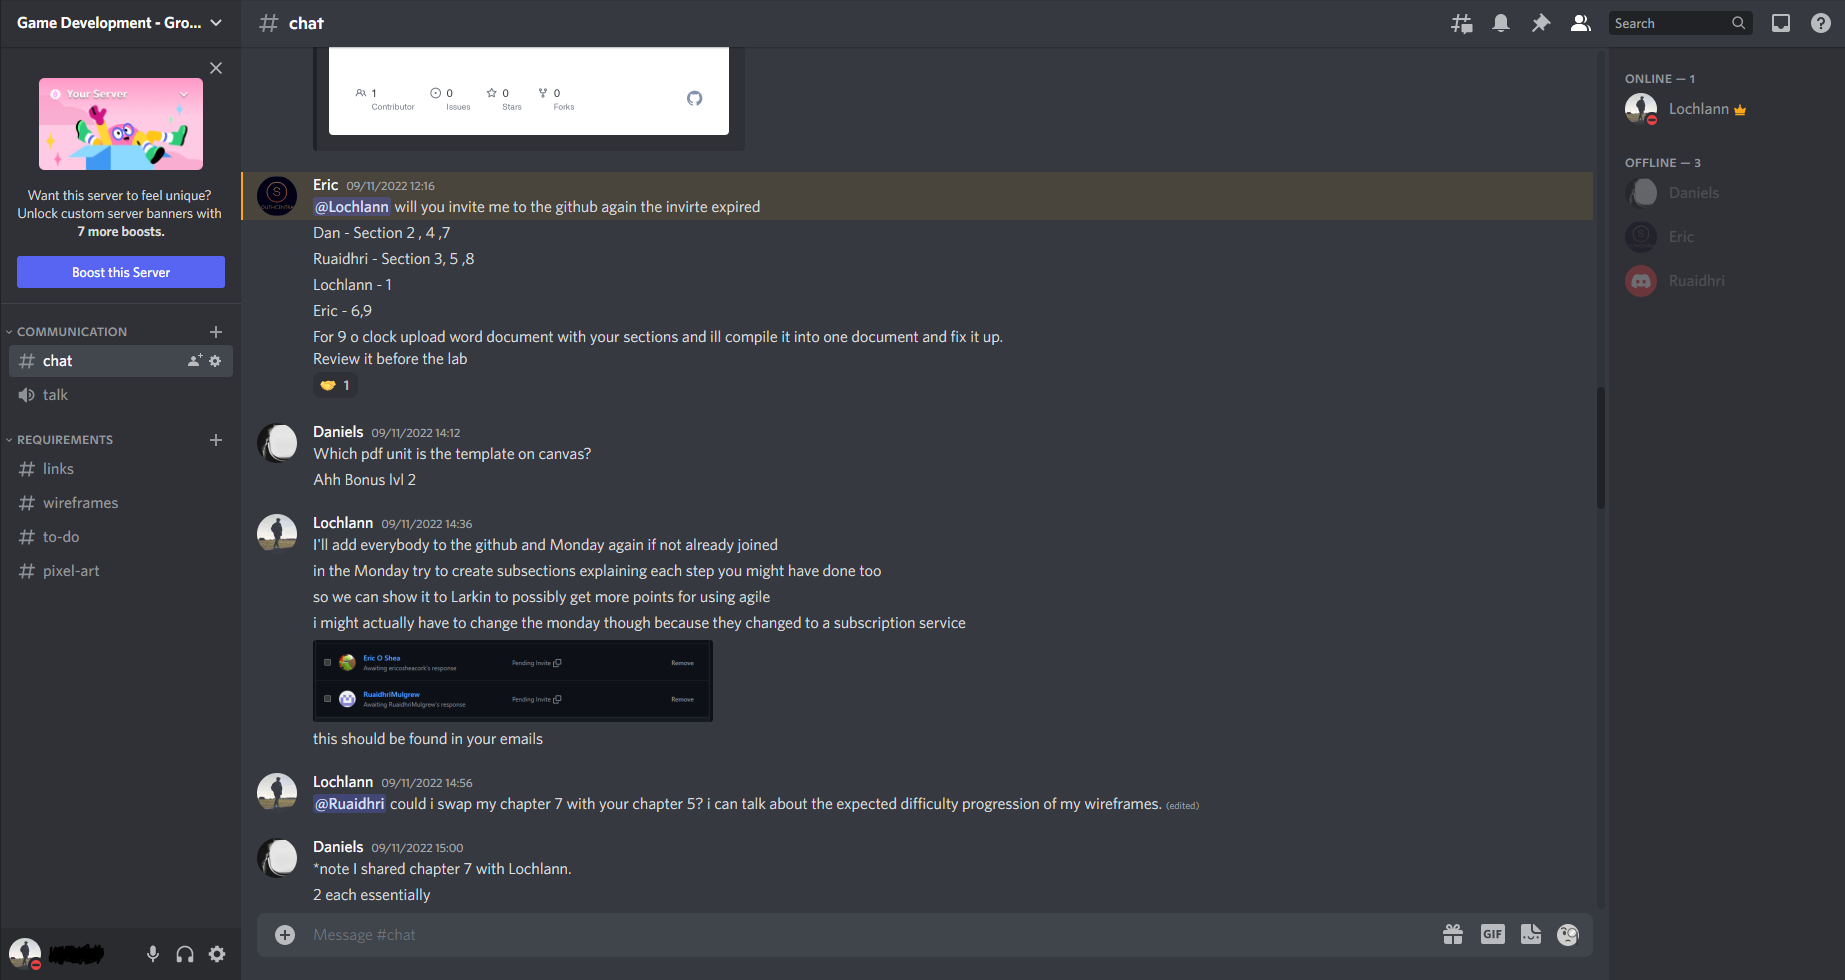 Game Development - Gro...
chat
Search
Your Server
Want this server to feel unique?
Unlock custom server banners with
7 more boosts.
Boost this Server
COMMUNICATION
chat
talk
REQUIREMENTS
links
wireframes
to-do
pixel-art
1
Contributor
0
Issues
0
Stars
0
Forks
Eric 09/11/2022 12:16
@Lochlann will you invite me to the github again the invirte expired
Dan - Section 2 , 4 ,7
Ruaidhri - Section 3, 5 ,8
Lochlann - 1
Eric - 6,9
For 9 o clock upload word document with your sections and ill compile it into one document and fix it up.
Review it before the lab
1
Daniels 09/11/2022 14:12
Which pdf unit is the template on canvas?
Ahh Bonus lvl 2
Lochlann 09/11/2022 14:36
I'll add everybody to the github and Monday again if not already joined
in the Monday try to create subsections explaining each step you might have done too
so we can show it to Larkin to possibly get more points for using agile
i might actually have to change the monday though because they changed to a subscription service
Eric O Shea
Awaiting ericosheacork's response
Pending Invite
Remove
RuaidhriMulgrew
Awaiting RuaidhriMulgrew's response
Pending Invite
Remove
this should be found in your emails
Lochlann 09/11/2022 14:56
@Ruaidhri could i swap my chapter 7 with your chapter 5? i can talk about the expected difficulty progression of my wireframes. (edited)
Daniels 09/11/2022 15:00
*note I shared chapter 7 with Lochlann.
2 each essentially
Message #chat
GIF
ONLINE — 1
Lochlann
OFFLINE — 3
Daniels
Eric
Ruaidhri